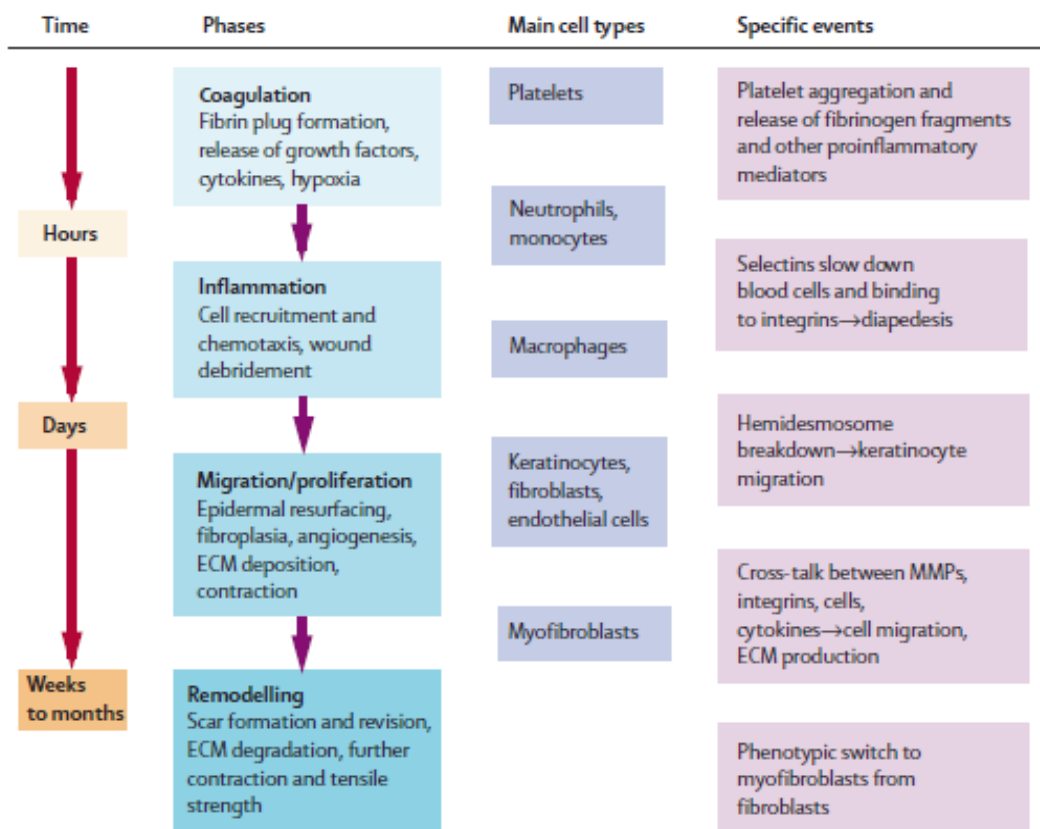 Time
Phases
Main cell types
Specific events
Hours
Days
Weeks
to months
Coagulation
Fibrin plug formation,
release of growth factors,
cytokines, hypoxia
Inflammation
Cell recruitment and
chemotaxis, wound
debridement
Migration/proliferation
Epidermal resurfacing,
fibroplasia, angiogenesis,
ECM deposition,
contraction
Remodelling
Scar formation and revision,
ECM degradation, further
contraction and tensile
strength
Platelets
Neutrophils,
monocytes
Macrophages
Keratinocytes,
fibroblasts,
endothelial cells
Myofibroblasts
Platelet aggregation and
release of fibrinogen fragments
and other proinflammatory
mediators
Selectins slow down
blood cells and binding
to integrins→diapedesis
Hemidesmosome
breakdown→keratinocyte
migration
Cross-talk between MMPs,
integrins, cells,
cytokines→cell migration,
ECM production
Phenotypic switch to
myofibroblasts from
fibroblasts